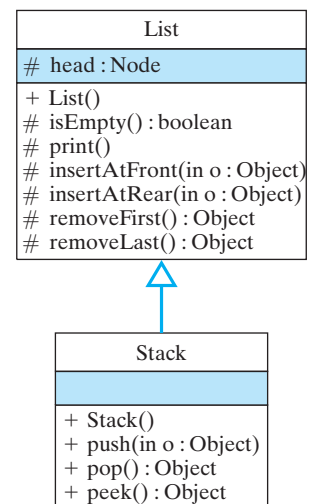 List
# head : Node
+ List()
# isEmpty() : boolean
# print()
# insertAtFront(in o : Object)
# insertAtRear(in o : Object)
# removeFirst() : Object
# removeLast() : Object
Stack
+ Stack()
+ push(in o : Object)
+ pop() : Object
+ peek() : Object